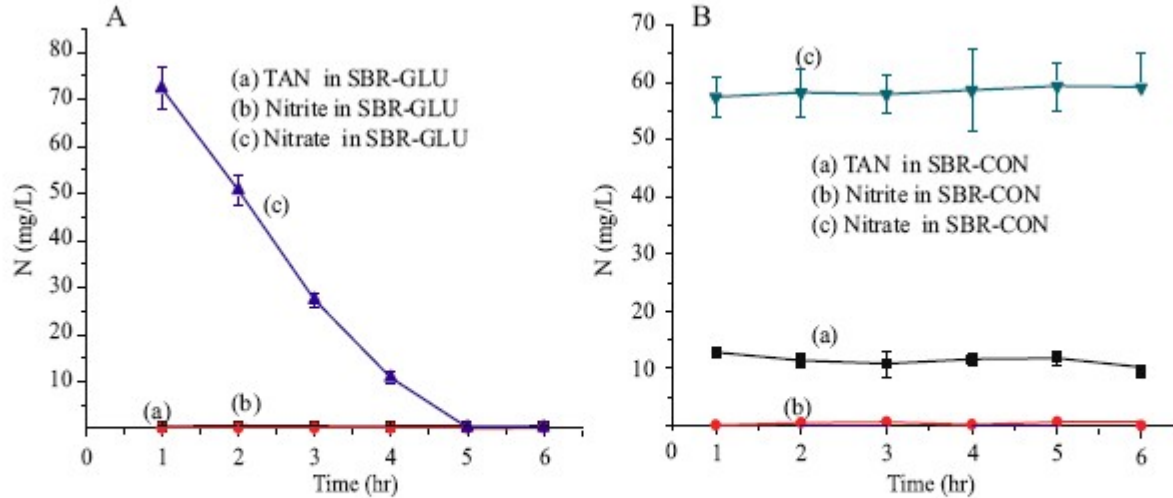 A
N (mg/L)
80
70
60
50
40
30
20
10
(a) TAN in SBR-GLU
(b) Nitrite in SBR-GLU
(c) Nitrate in SBR-GLU
(c)
(a)
(b)
0 1 2 3 4 5 6
Time (hr)
B
N (mg/L)
70
60
50
40
30
20
10
(c)
(a) TAN in SBR-CON
(b) Nitrite in SBR-CON
(c) Nitrate in SBR-CON
(a)
(b)
0 1 2 3 4 5 6
Time (hr)